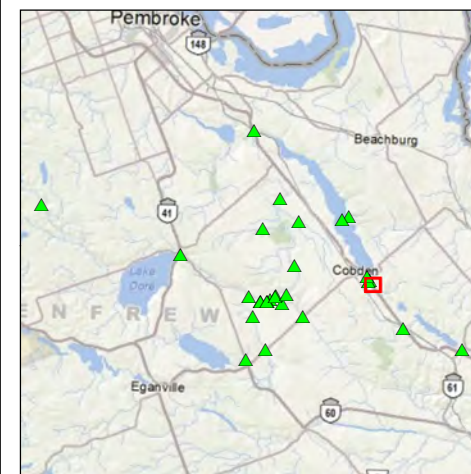 Pembroke
148
Beachburg
41
Lake
Dore
Cobden
E N F R E W
Eganville
60
61